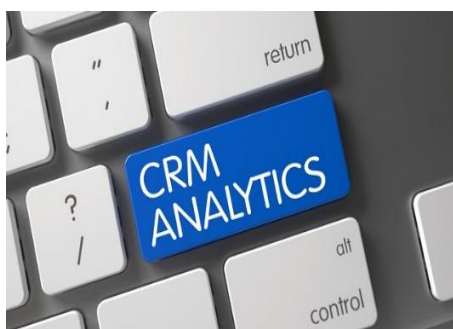 return
"
,
CRM
ANALYTICS
?
/
alt
control